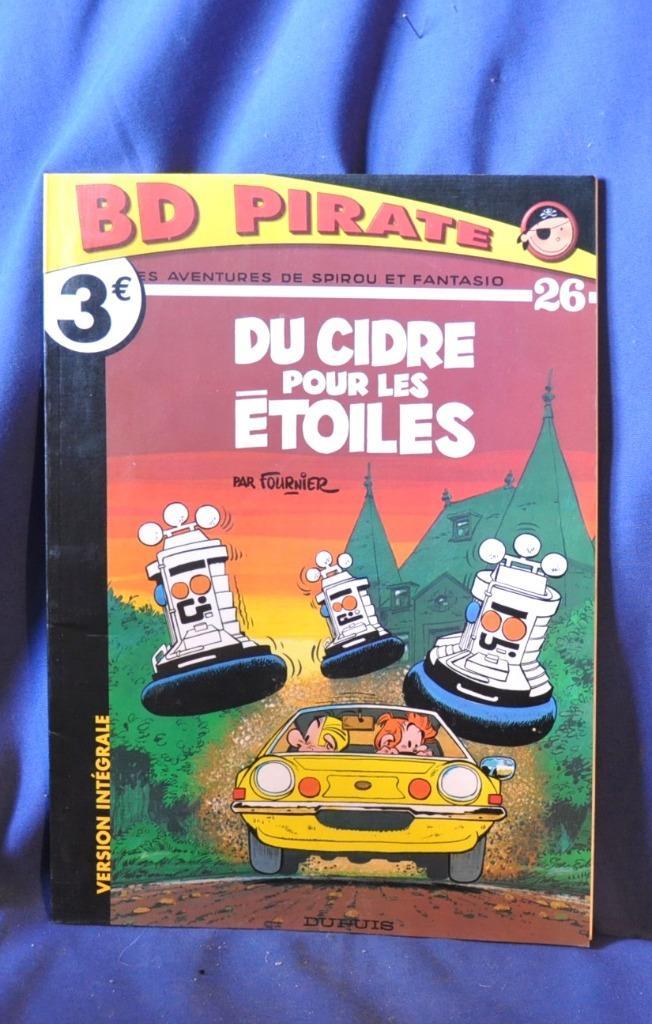 BD PIRATE
3€
ES AVENTURES DE SPIROU ET FANTASIO
26
DU CIDRE
POUR LES
ÉTOILES
PAR FOURNIER
VERSION INTÉGRALE
DUPUIS